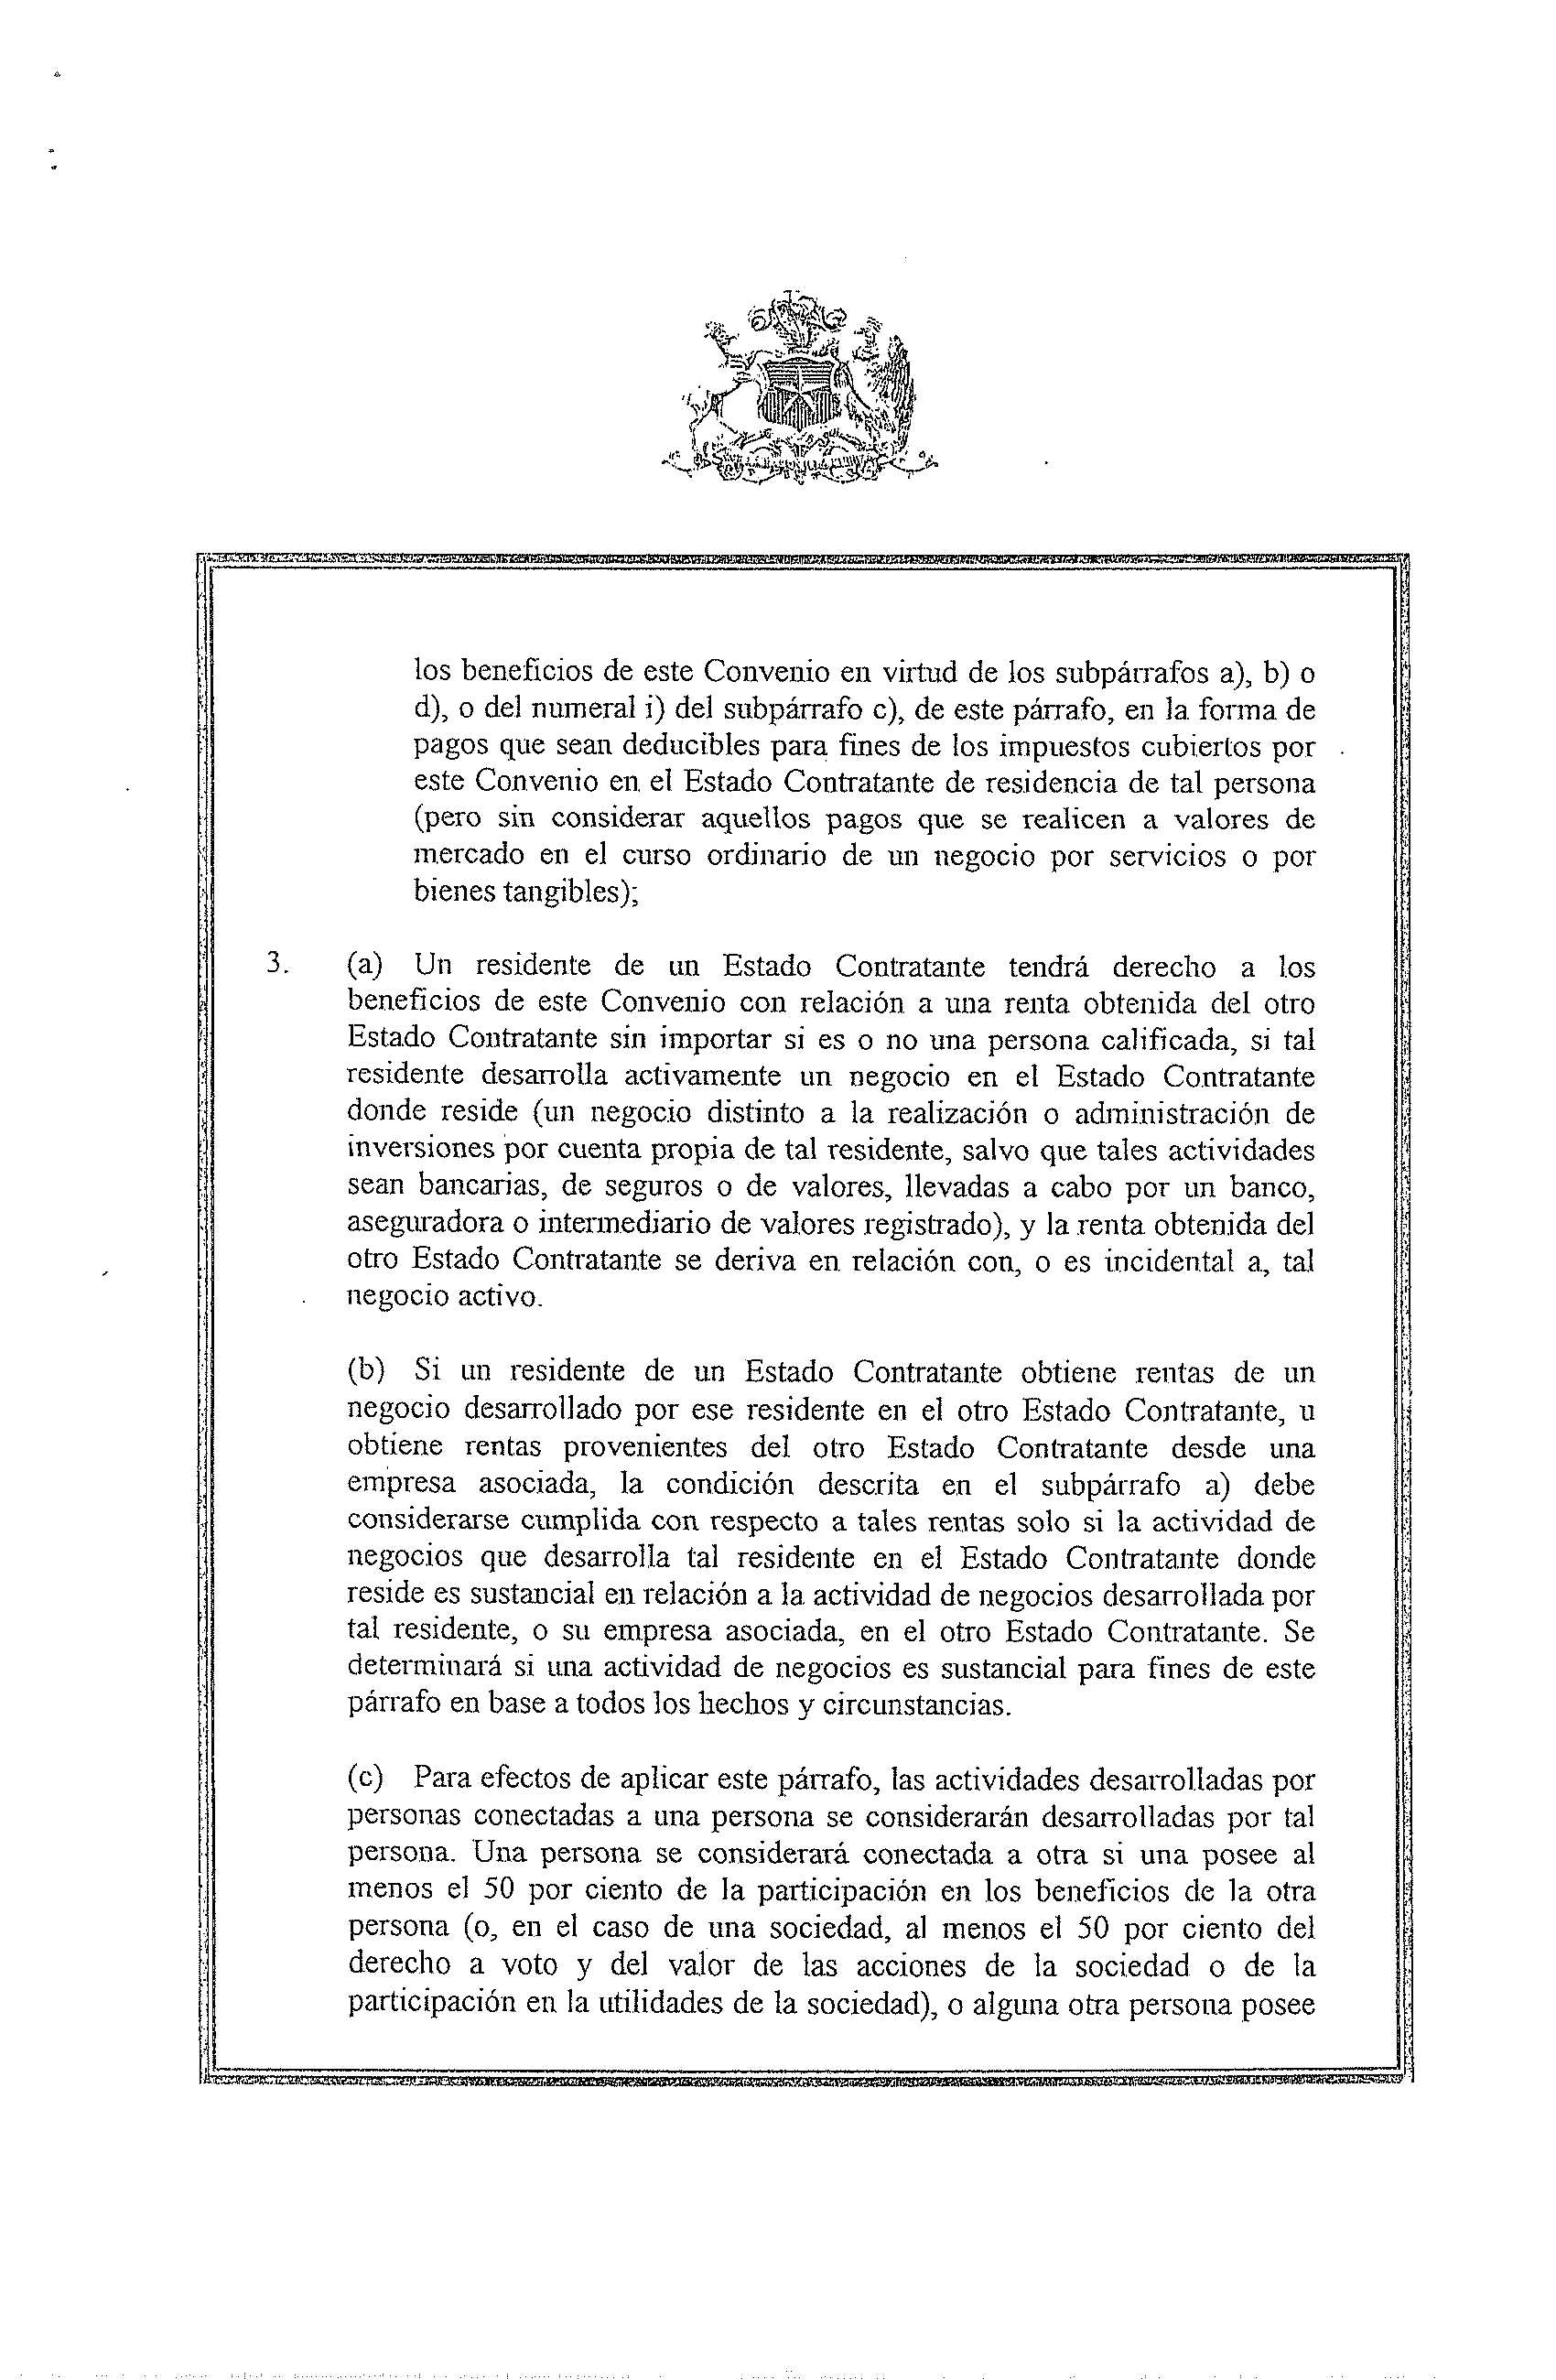 los beneficios de este Convenio en virtud de los subpárrafos a), b) o
d), o del numeral i) del subpárrafo c), de este párrafo, en la forma de
pagos que sean deducibles para fines de los impuestos cubiertos por
este Convenio en el Estado Contratante de residencia de tal persona
(pero sin considerar aquellos pagos que se realicen a valores de
mercado en el curso ordinario de un negocio por servicios o por
bienes tangibles);
3. (a) Un residente de un Estado Contratante tendrá derecho a los
beneficios de este Convenio con relación a una renta obtenida del otro
Estado Contratante sin importar si es o no una persona calificada, si tal
residente desarrolla activamente un negocio en el Estado Contratante
donde reside (un negocio distinto a la realización o administración de
inversiones por cuenta propia de tal residente, salvo que tales actividades
sean bancarias, de seguros o de valores, llevadas a cabo por un banco,
aseguradora o intermediario de valores registrado), y la renta obtenida del
otro Estado Contratante se deriva en relación con, o es incidental a, tal
negocio activo.
(b) Si un residente de un Estado Contratante obtiene rentas de un
negocio desarrollado por ese residente en el otro Estado Contratante, u
obtiene rentas provenientes del otro Estado Contratante desde una
empresa asociada, la condición descrita en el subpárrafo a) debe
considerarse cumplida con respecto a tales rentas solo si la actividad de
negocios que desarrolla tal residente en el Estado Contratante donde
reside es sustancial en relación a la actividad de negocios desarrollada por
tal residente, o su empresa asociada, en el otro Estado Contratante. Se
determinará si una actividad de negocios es sustancial para fines de este
párrafo en base a todos los hechos y circunstancias.
(c) Para efectos de aplicar este párrafo, las actividades desarrolladas por
personas conectadas a una persona se considerarán desarrolladas por tal
persona. Una persona se considerará conectada a otra si una posee al
menos el 50 por ciento de la participación en los beneficios de la otra
persona (o, en el caso de una sociedad, al menos el 50 por ciento del
derecho a voto y del valor de las acciones de la sociedad o de la
participación en la utilidades de la sociedad), o alguna otra persona posee